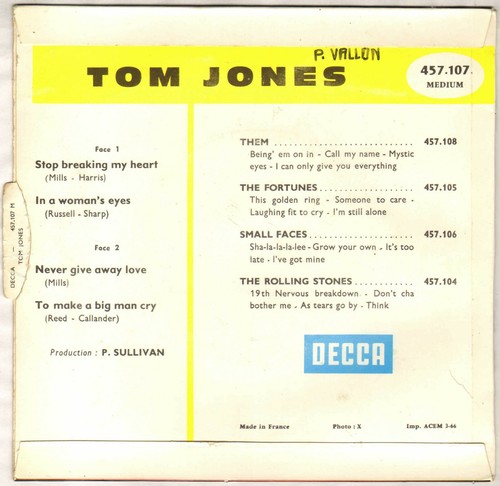 P. VALLON
TOM JONES
457.107
MEDIUM
Face 1
Stop breaking my heart
(Mills - Harris)
In a woman's eyes
(Russell - Sharp)
Face 2
Never give away love
(Mills)
To make a big man cry
(Reed - Callander)
Production : P. SULLIVAN
DECCA — 457.107 M
TOM JONES
THEM ............................ 457.108
Being' em on in - Call my name - Mystic
eyes - I can only give you everything
THE FORTUNES .................. 457.105
This golden ring - Someone to care -
Laughing fit to cry - I'm still alone
SMALL FACES .................... 457.106
Sha-la-la-la-lee - Grow your own - It's too
late - I've got mine
THE ROLLING STONES ........... 457.104
19th Nervous breakdown - Don't cha
bother me - As tears go by - Think
DECCA
Made in France Photo : X Imp. ACEM 3-66